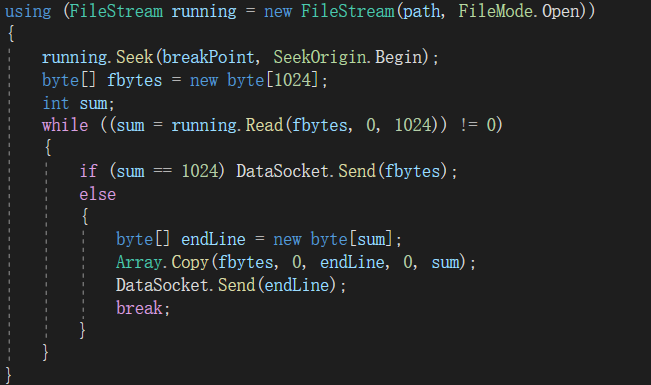 using (FileStream running = new FileStream(path, FileMode.Open))
{
running.Seek(breakPoint, SeekOrigin.Begin);
byte[] fbytes = new byte[1024];
int sum;
while ((sum = running.Read(fbytes, 0, 1024)) != 0)
{
if (sum == 1024) DataSocket.Send(fbytes);
else
{
byte[] endLine = new byte[sum];
Array.Copy(fbytes, 0, endLine, 0, sum);
DataSocket.Send(endLine);
break;
}
}
}